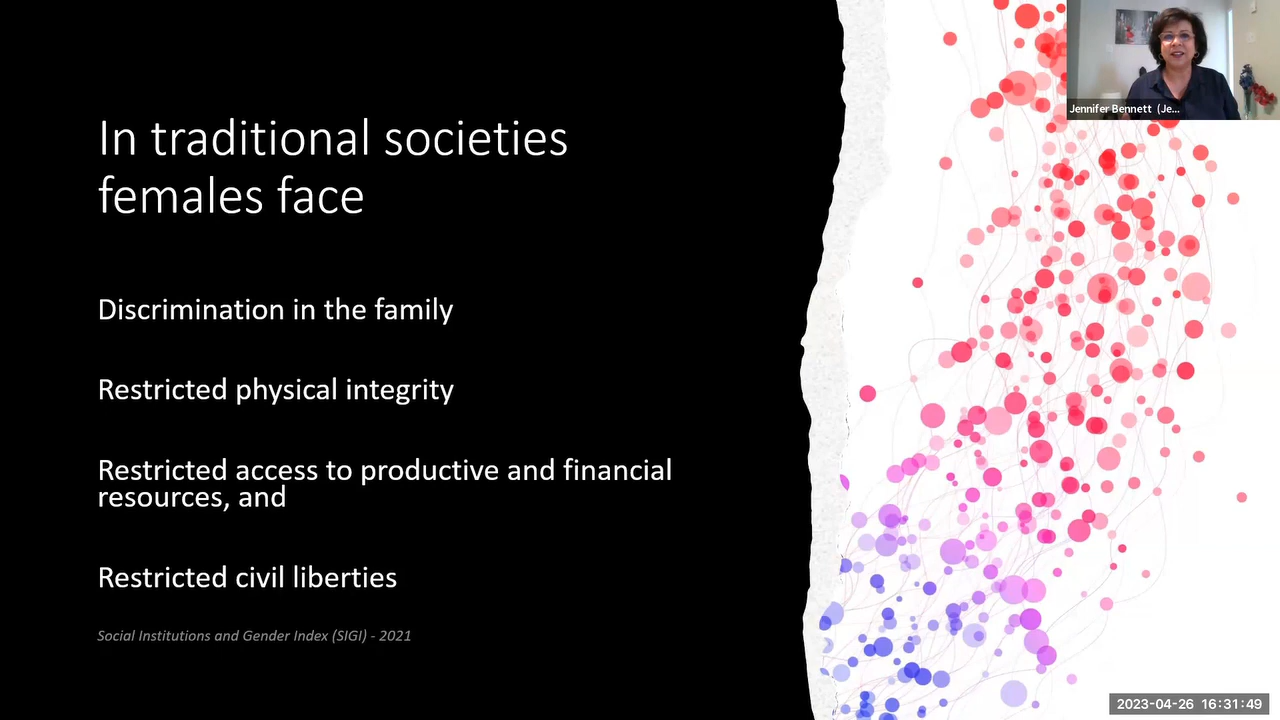 In traditional societies
females face
Discrimination in the family
Restricted physical integrity
Restricted access to productive and financial
resources, and
Restricted civil liberties
Social Institutions and Gender Index (SIGI) - 2021
Jennifer Bennett (Je...
2023-04-26 16:31:49